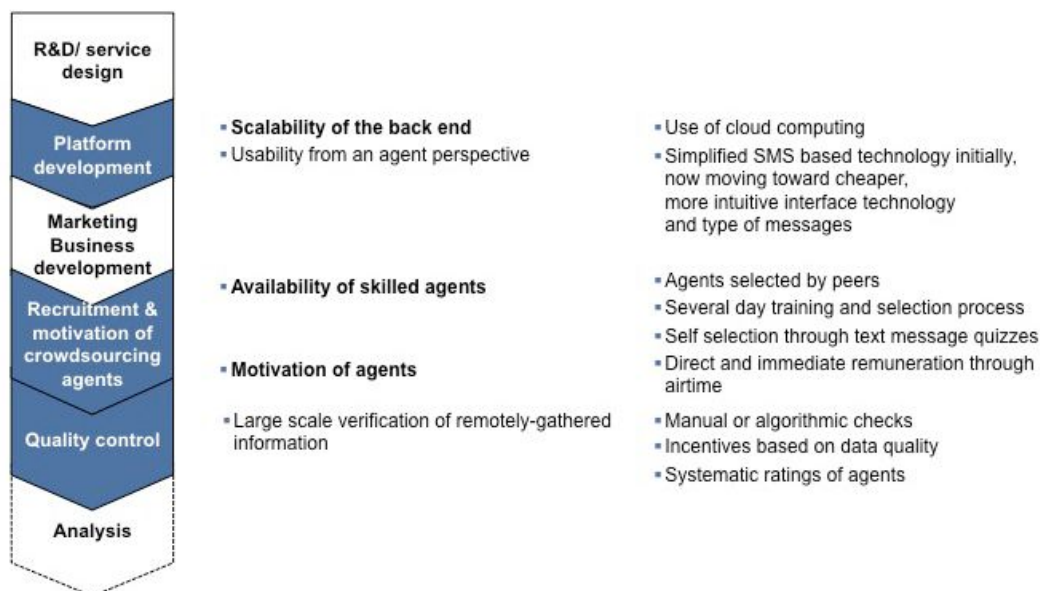 R&D/ service
design
Platform
development
▪ Scalability of the back end
▪ Usability from an agent perspective
▪ Use of cloud computing
▪ Simplified SMS based technology initially,
now moving toward cheaper,
more intuitive interface technology
and type of messages
Marketing
Business
development
Recruitment &
motivation of
crowdsourcing
agents
▪ Availability of skilled agents
▪ Motivation of agents
▪ Agents selected by peers
▪ Several day training and selection process
▪ Self selection through text message quizzes
▪ Direct and immediate remuneration through
airtime
Quality control
▪ Large scale verification of remotely-gathered
information
▪ Manual or algorithmic checks
▪ Incentives based on data quality
▪ Systematic ratings of agents
Analysis